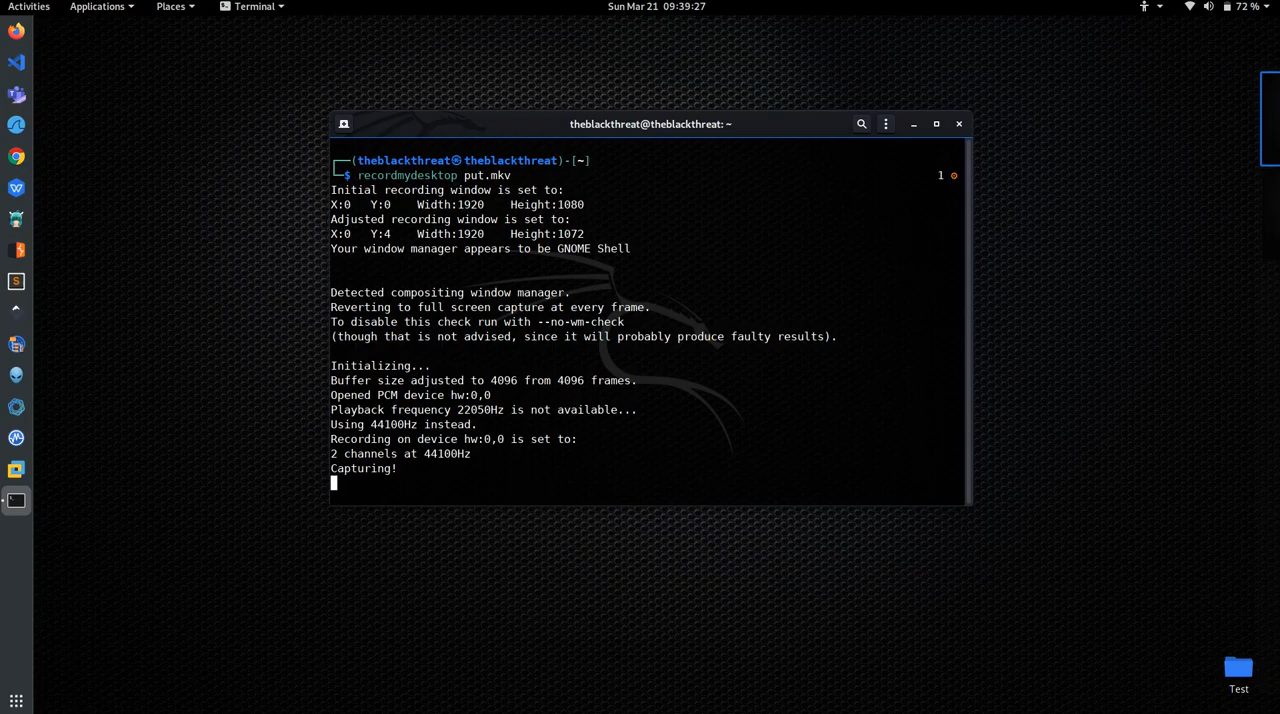 Activities Applications Places Terminal Sun Mar 21 09:39:27 72 %
theblackthreat@theblackthreat: ~
┌──(theblackthreat㉿theblackthreat)-[~]
└─$ recordmydesktop put.mkv 1 ⚙
Initial recording window is set to:
X:0 Y:0 Width:1920 Height:1080
Adjusted recording window is set to:
X:0 Y:4 Width:1920 Height:1072
Your window manager appears to be GNOME Shell
Detected compositing window manager.
Reverting to full screen capture at every frame.
To disable this check run with --no-wm-check
(though that is not advised, since it will probably produce faulty results).
Initializing...
Buffer size adjusted to 4096 from 4096 frames.
Opened PCM device hw:0,0
Playback frequency 22050Hz is not available...
Using 44100Hz instead.
Recording on device hw:0,0 is set to:
2 channels at 44100Hz
Capturing!
Test